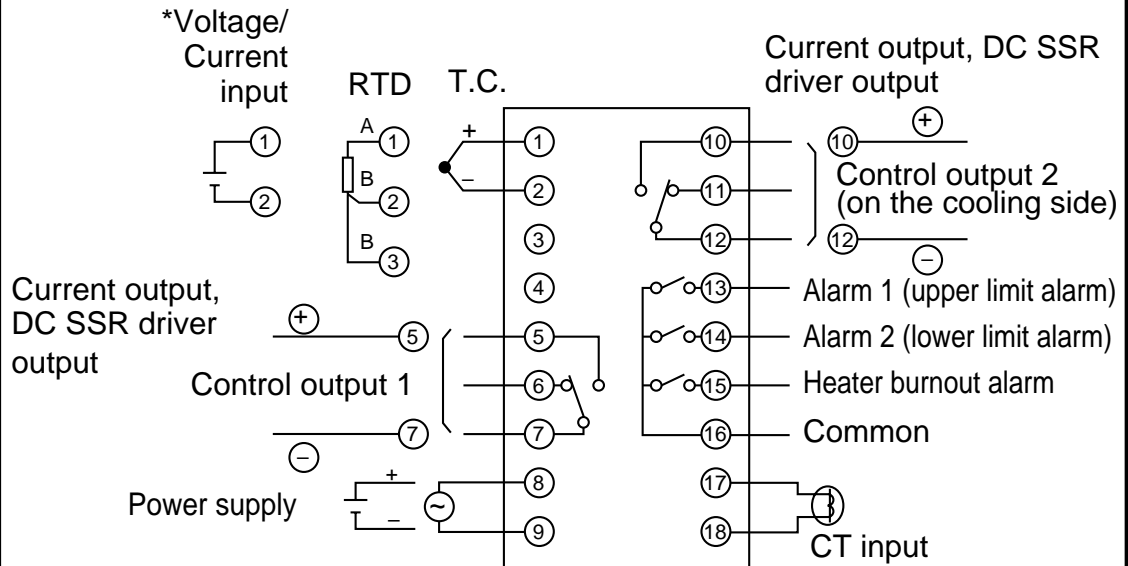 *Voltage/
Current
input
RTD
T.C.
Current output, DC SSR
driver output
1
2
A
1
B
2
B
3
+
−
1
2
3
4
5
6
7
8
9
10
11
12
13
14
15
16
17
18
10
+
Control output 2
(on the cooling side)
12
−
Alarm 1 (upper limit alarm)
Alarm 2 (lower limit alarm)
Heater burnout alarm
Common
CT input
Current output,
DC SSR driver
output
+
5
Control output 1
7
−
Power supply
+
−
~